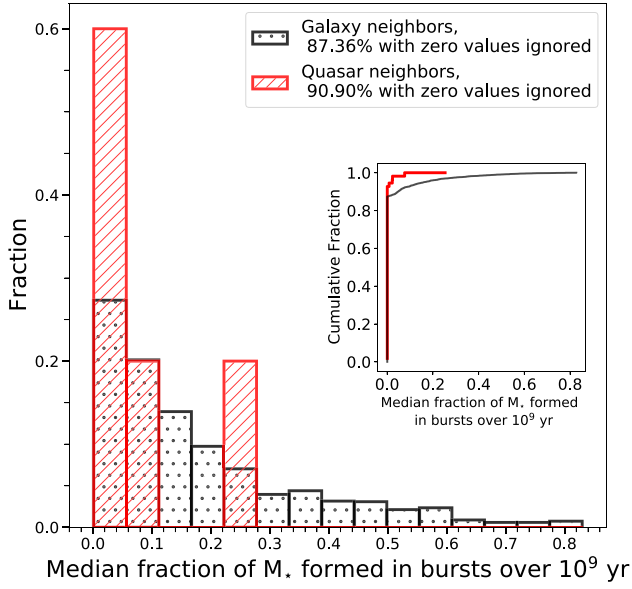 Galaxy neighbors,
87.36% with zero values ignored
Quasar neighbors,
90.90% with zero values ignored
Fraction
0.6
0.4
0.2
0.0
0.0 0.1 0.2 0.3 0.4 0.5 0.6 0.7 0.8
Median fraction of M⋆ formed in bursts over 10⁹ yr
Cumulative Fraction
1.0
0.8
0.6
0.4
0.2
0.0
0.0 0.2 0.4 0.6 0.8
Median fraction of M⋆ formed
in bursts over 10⁹ yr